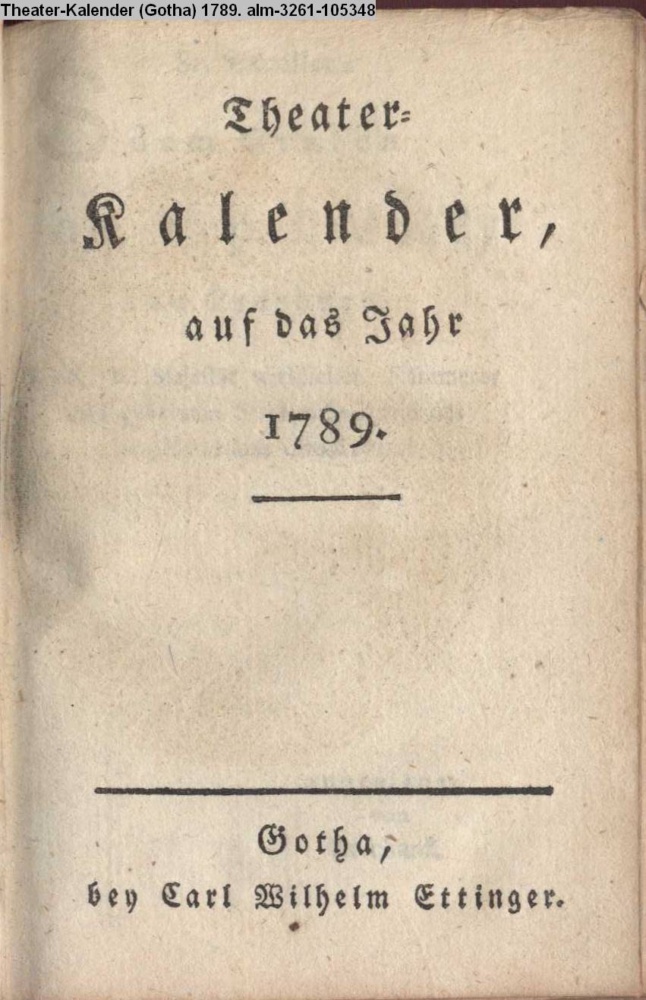 Theater-Kalender (Gotha) 1789. alm-3261-105348
Theater-
Kalender,
auf das Jahr
1789.
Gotha,
bey Carl Wilhelm Ettinger.